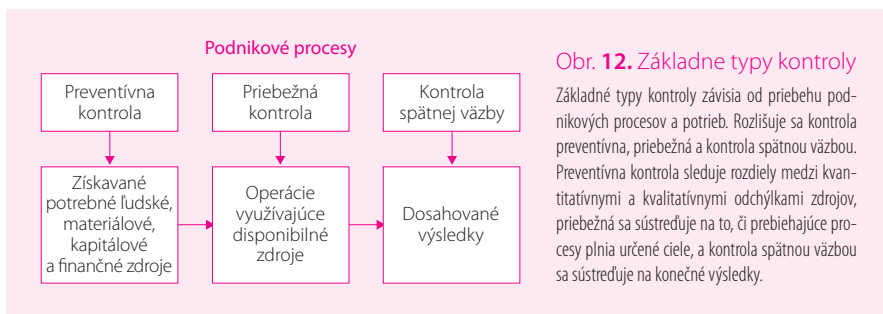 Podnikové procesy
Preventívna
kontrola
Priebežná
kontrola
Kontrola
spätnej väzby
Získavané
potrebné ľudské,
materiálové,
kapitálové
a finančné zdroje
Operácie
využívajúce
disponibilné
zdroje
Dosahované
výsledky
Obr. 12. Základne typy kontroly
Základné typy kontroly závisia od priebehu pod-
nikových procesov a potrieb. Rozlišuje sa kontrola
preventívna, priebežná a kontrola spätnou väzbou.
Preventívna kontrola sleduje rozdiely medzi kvan-
titatívnymi a kvalitatívnymi odchýlkami zdrojov,
priebežná sa sústreďuje na to, či prebiehajúce pro-
cesy plnia určené ciele, a kontrola spätnou väzbou
sa sústreďuje na konečné výsledky.